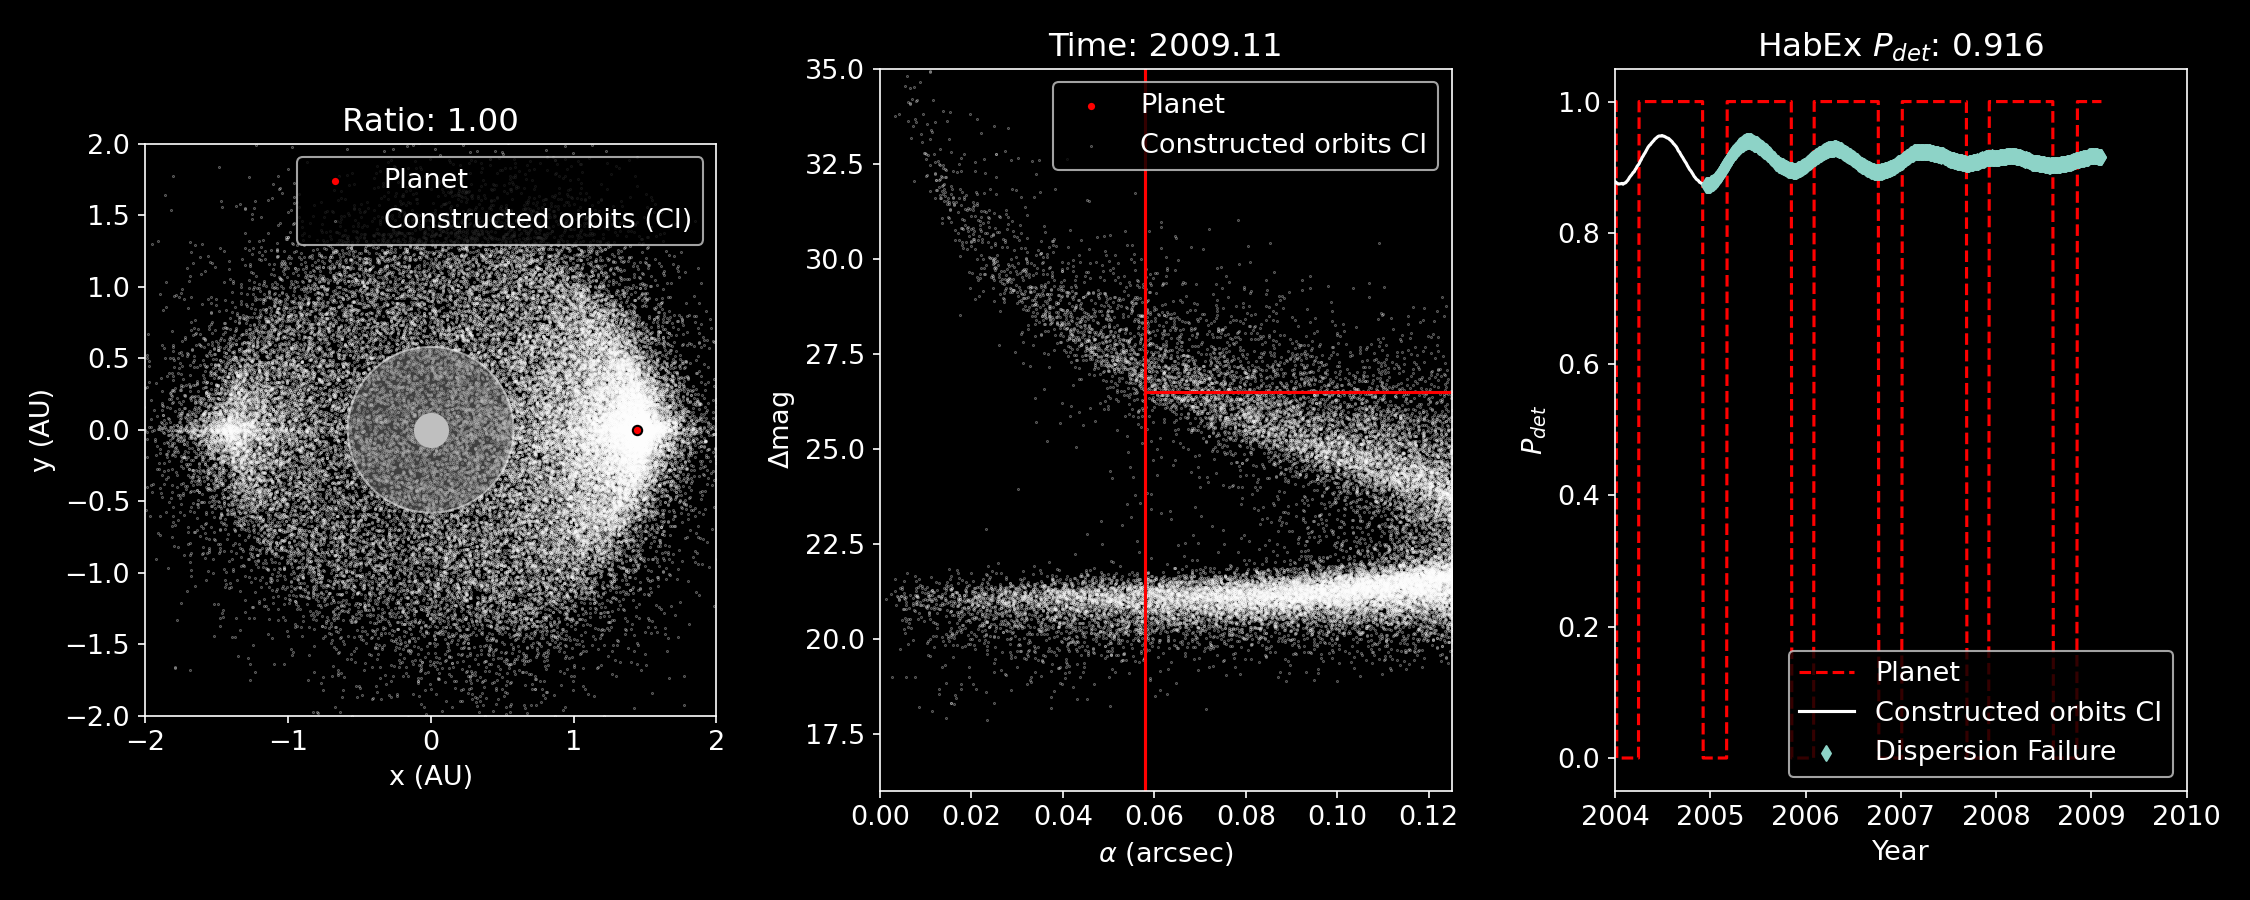 Ratio: 1.00
2.0
1.5
1.0
0.5
0.0
−0.5
−1.0
−1.5
−2.0
−2
−1
0
1
2
x (AU)
y (AU)
Planet
Constructed orbits (CI)
Time: 2009.11
35.0
32.5
30.0
27.5
25.0
22.5
20.0
17.5
0.00
0.02
0.04
0.06
0.08
0.10
0.12
α (arcsec)
Δmag
Planet
Constructed orbits CI
HabEx P_det: 0.916
1.0
0.8
0.6
0.4
0.2
0.0
2004
2005
2006
2007
2008
2009
2010
Year
P_det
Planet
Constructed orbits CI
Dispersion Failure